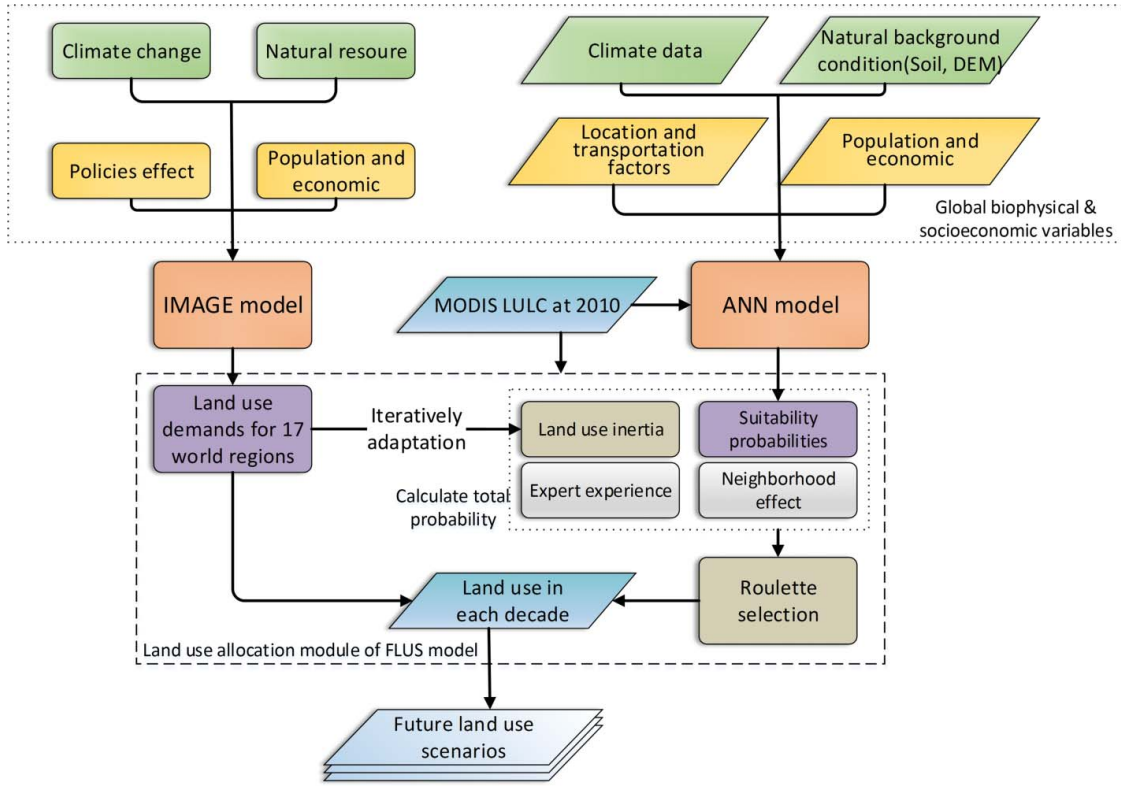 Climate change
Natural resoure
Climate data
Natural background
condition(Soil, DEM)
Policies effect
Population and
economic
Location and
transportation
factors
Population and
economic
Global biophysical &
socioeconomic variables
IMAGE model
MODIS LULC at 2010
ANN model
Land use
demands for 17
world regions
Iteratively
adaptation
Land use inertia
Suitability
probabilities
Calculate total
probability
Expert experience
Neighborhood
effect
Land use in
each decade
Roulette
selection
Land use allocation module of FLUS model
Future land use
scenarios